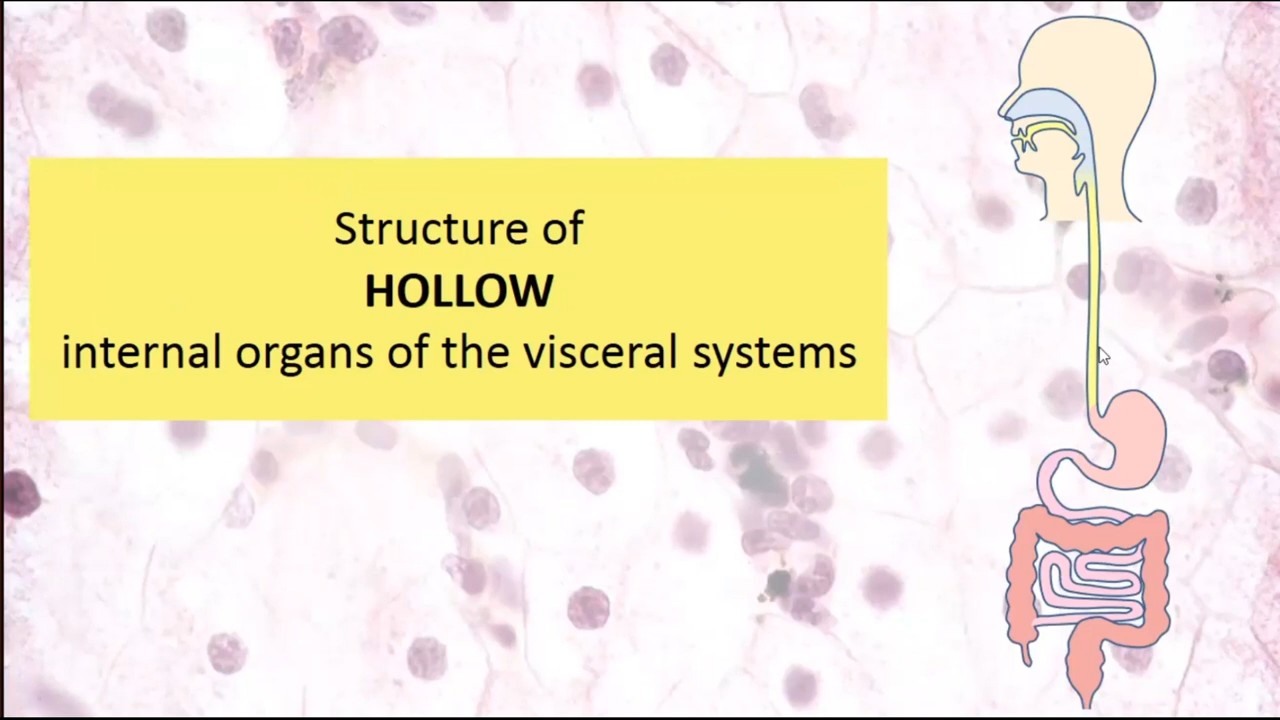 Structure of
HOLLOW
internal organs of the visceral systems